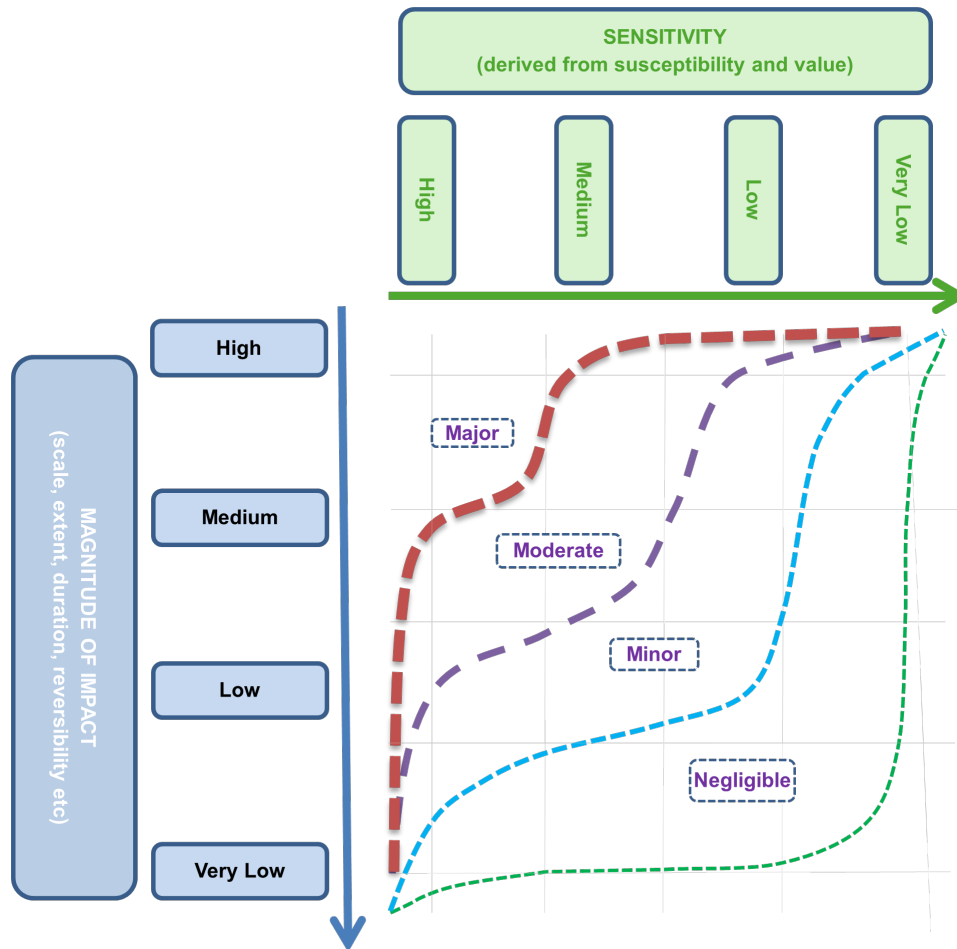 SENSITIVITY
(derived from susceptibility and value)
High
Medium
Low
Very Low
MAGNITUDE OF IMPACT
(scale, extent, duration, reversibility etc)
High
Medium
Low
Very Low
Major
Moderate
Minor
Negligible